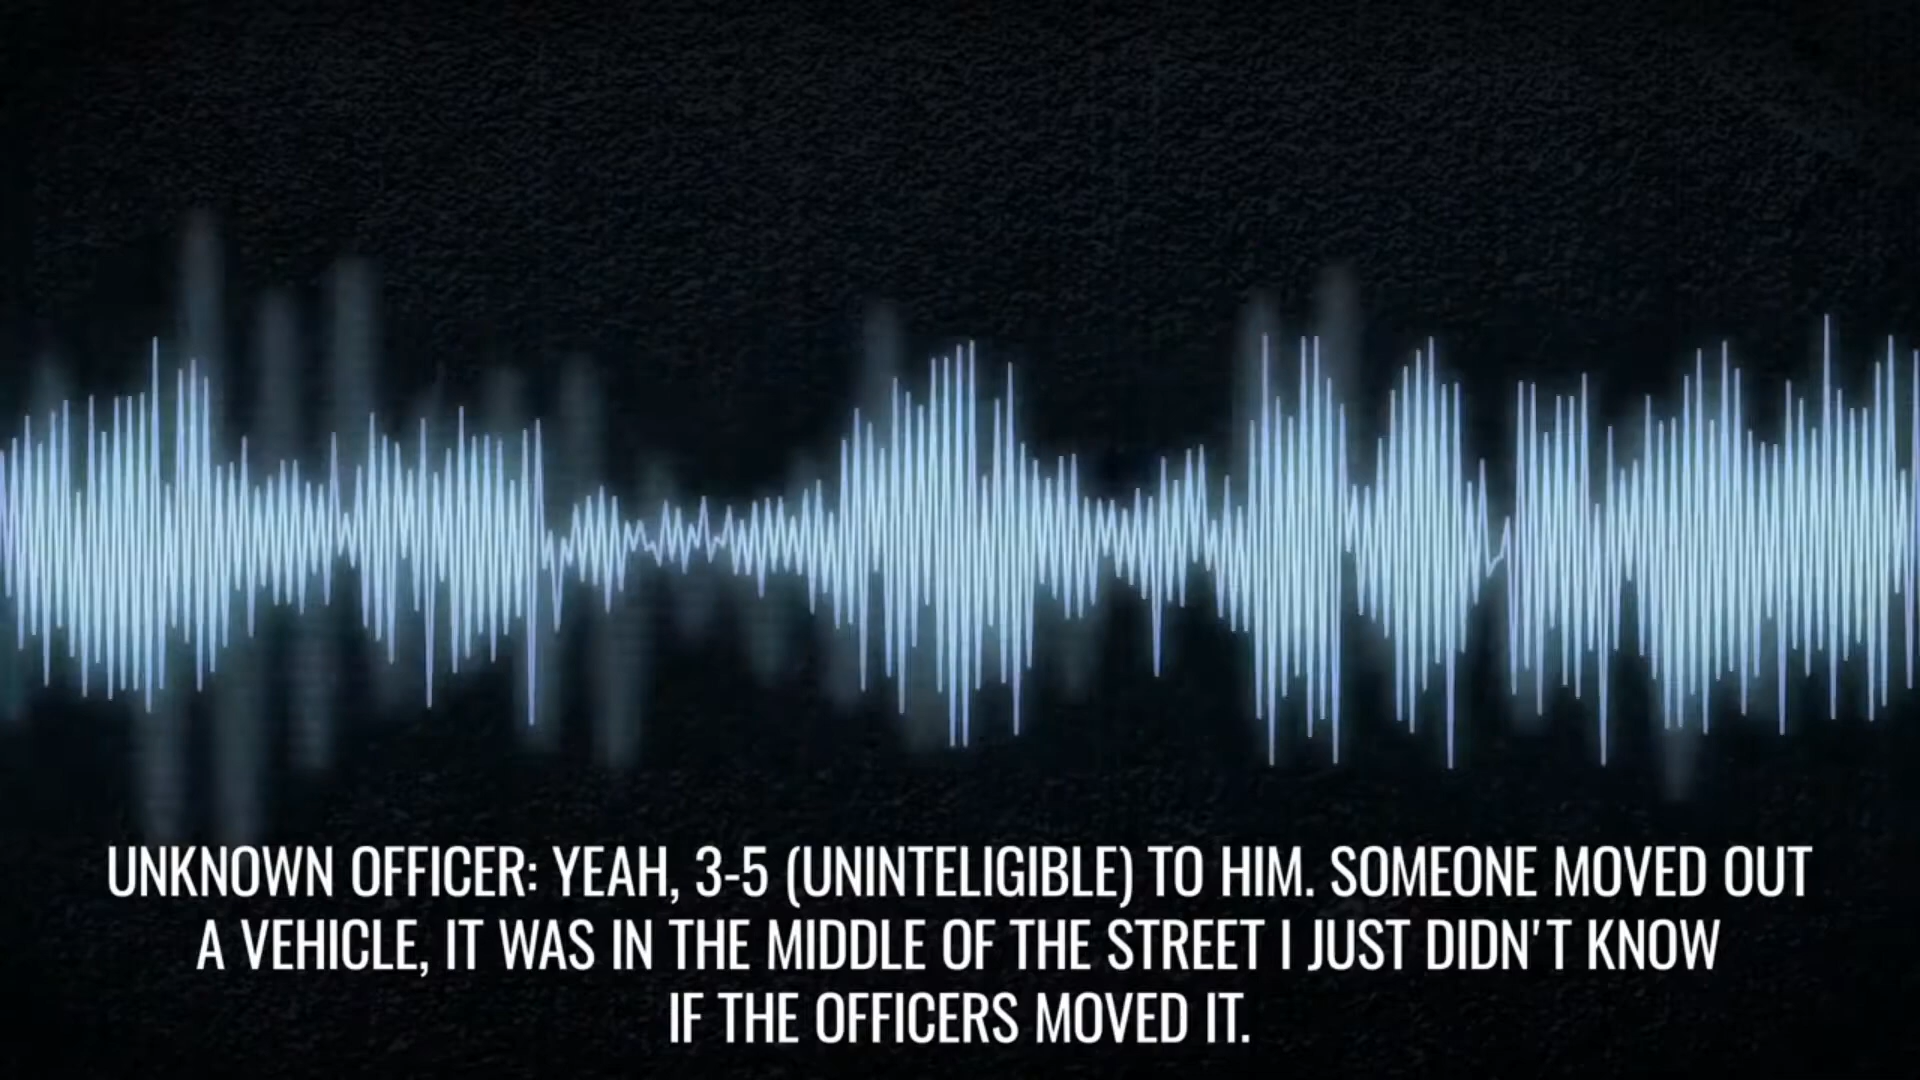 UNKNOWN OFFICER: YEAH, 3-5 (UNINTELIGIBLE) TO HIM. SOMEONE MOVED OUT
A VEHICLE, IT WAS IN THE MIDDLE OF THE STREET I JUST DIDN'T KNOW
IF THE OFFICERS MOVED IT.